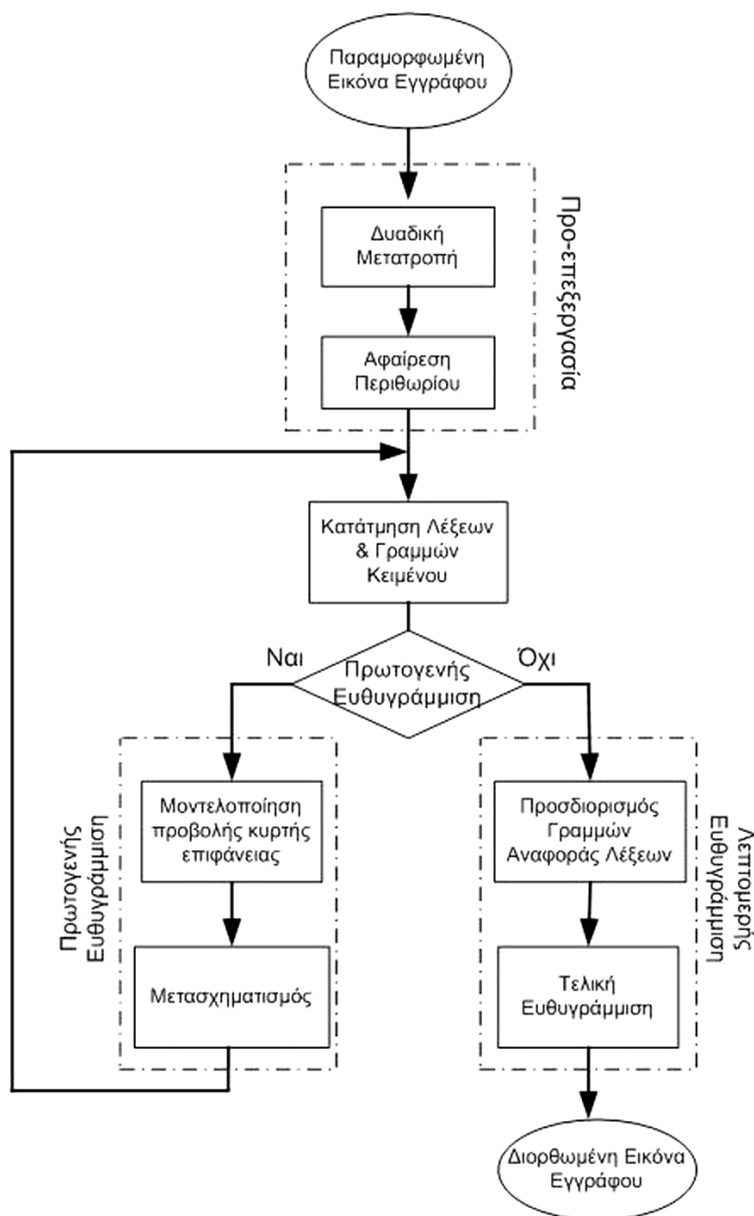 Παραμορφωμένη
Εικόνα Εγγράφου
Προ-επεξεργασία
Δυαδική
Μετατροπή
Αφαίρεση
Περιθωρίου
Κατάτμηση Λέξεων
& Γραμμών
Κειμένου
Ναι
Πρωτογενής
Ευθυγράμμιση
Όχι
Πρωτογενής
Ευθυγράμμιση
Μοντελοποίηση
προβολής κυρτής
επιφάνειας
Μετασχηματισμός
Προσδιορισμός
Γραμμών
Αναφοράς Λέξεων
Τελική
Ευθυγράμμιση
Λεπτομερής
Ευθυγράμμιση
Διορθωμένη Εικόνα
Εγγράφου